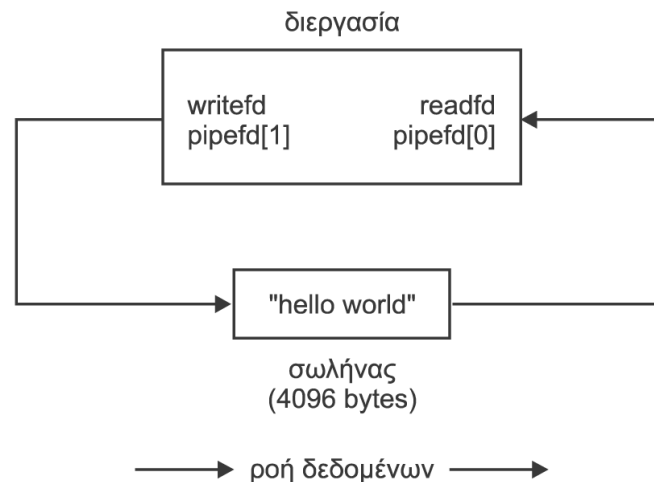 διεργασία
writefd readfd
pipefd[1] pipefd[0]
"hello world"
σωλήνας
(4096 bytes)
ροή δεδομένων